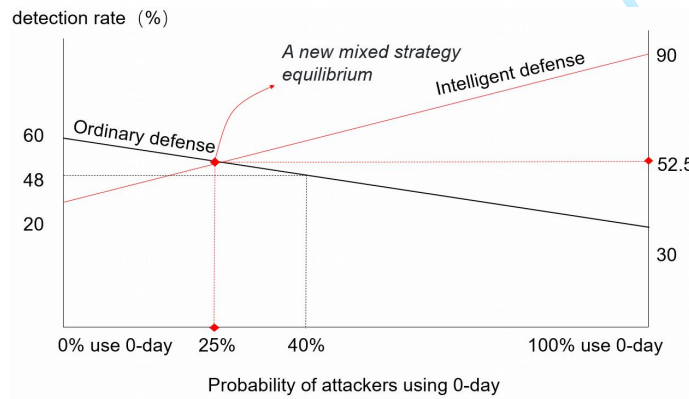 detection rate （%）
A new mixed strategy
equilibrium
Intelligent defense
90
60
Ordinary defense
52.5
48
20
30
0% use 0-day
25%
40%
100% use 0-day
Probability of attackers using 0-day